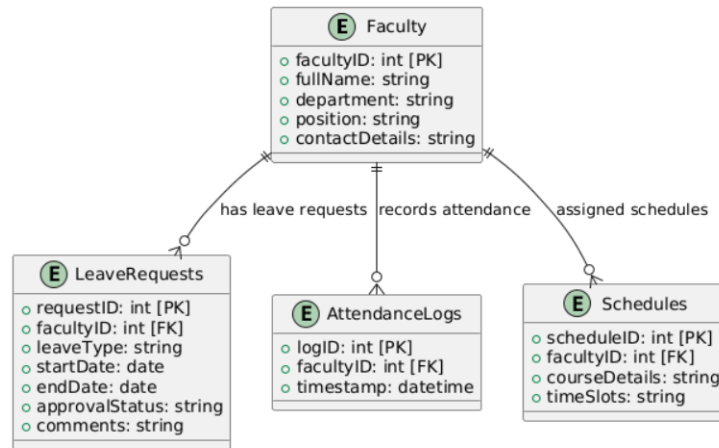 E Faculty
facultyID: int [PK]
fullName: string
department: string
position: string
contactDetails: string
has leave requests
records attendance
assigned schedules
E LeaveRequests
requestID: int [PK]
facultyID: int [FK]
leaveType: string
startDate: date
endDate: date
approvalStatus: string
comments: string
E AttendanceLogs
logID: int [PK]
facultyID: int [FK]
timestamp: datetime
E Schedules
scheduleID: int [PK]
facultyID: int [FK]
courseDetails: string
timeSlots: string